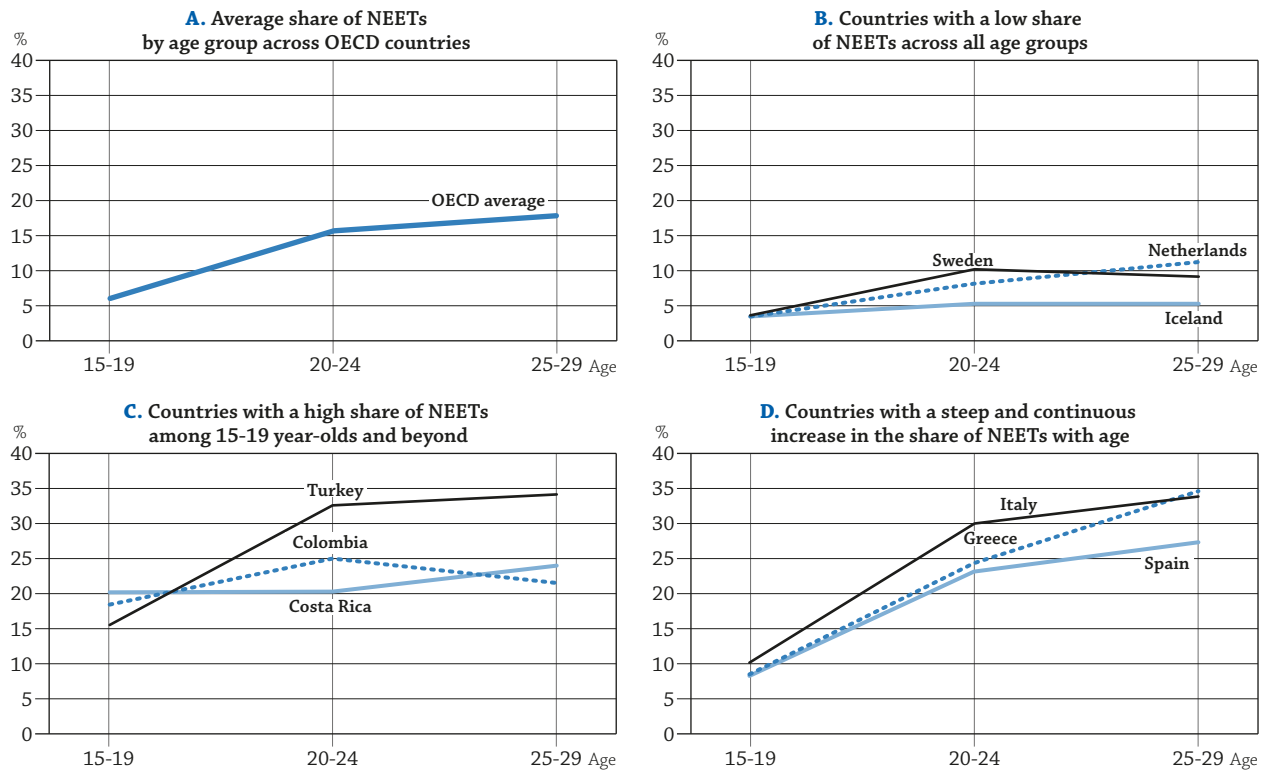 A. Average share of NEETs
by age group across OECD countries
%
40
35
30
25
20
15
10
5
0
OECD average
15-19
20-24
25-29 Age
B. Countries with a low share
of NEETs across all age groups
%
40
35
30
25
20
15
10
5
0
Sweden
Netherlands
Iceland
15-19
20-24
25-29 Age
C. Countries with a high share of NEETs
among 15-19 year-olds and beyond
%
40
35
30
25
20
15
10
5
0
Turkey
Colombia
Costa Rica
15-19
20-24
25-29 Age
D. Countries with a steep and continuous
increase in the share of NEETs with age
%
40
35
30
25
20
15
10
5
0
Italy
Greece
Spain
15-19
20-24
25-29 Age